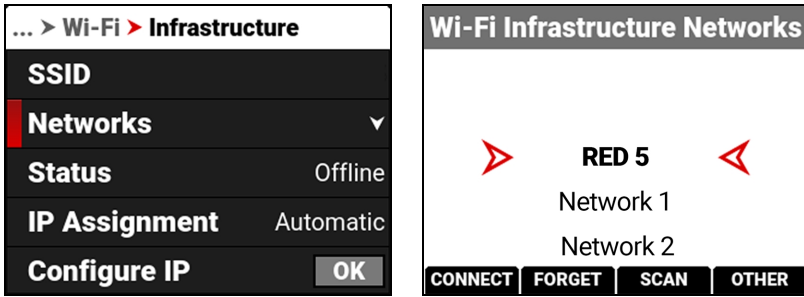 ... > Wi-Fi > Infrastructure
SSID
Networks
Status Offline
IP Assignment Automatic
Configure IP OK
Wi-Fi Infrastructure Networks
RED 5
Network 1
Network 2
CONNECT FORGET SCAN OTHER